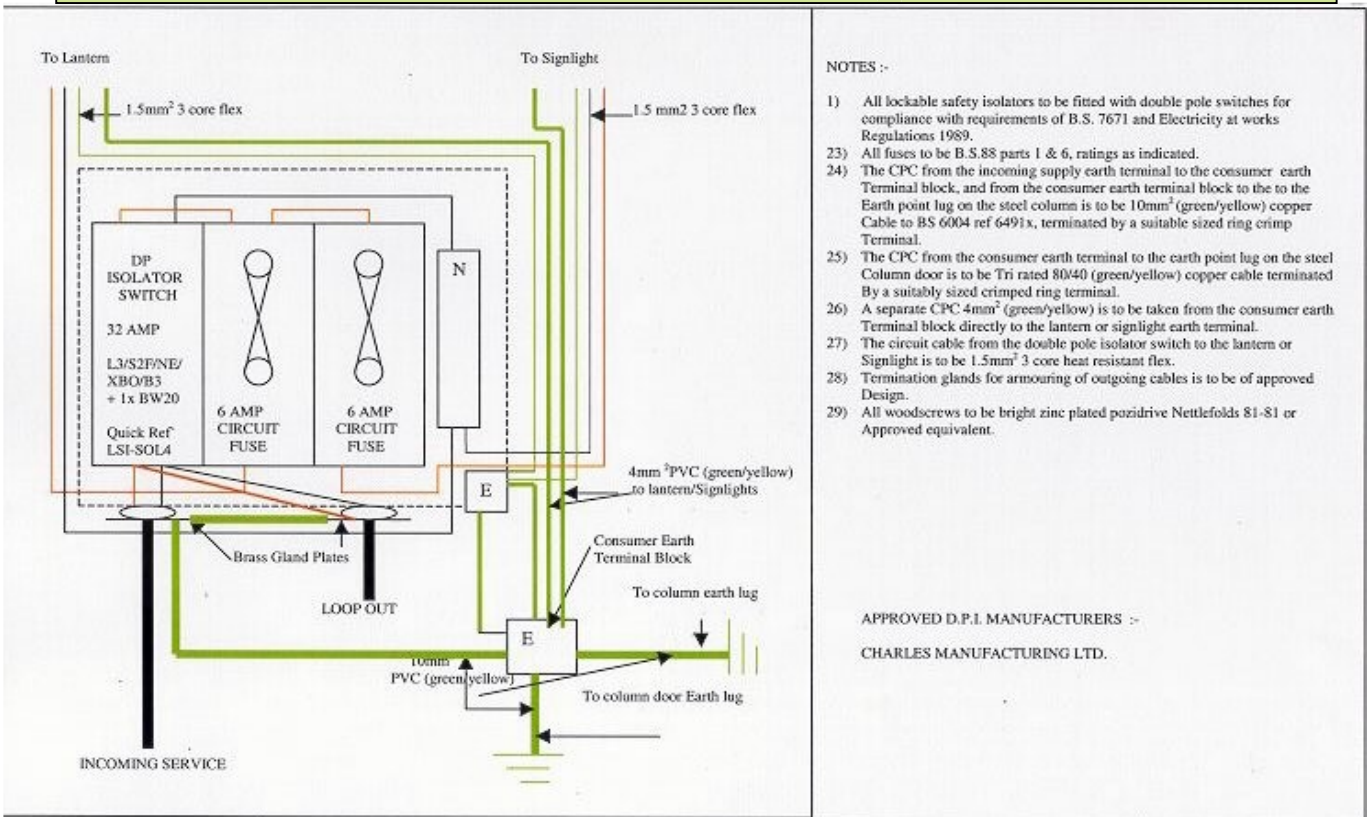 To Lantern
To Signlight
1.5mm² 3 core flex
1.5 mm2 3 core flex
DP
ISOLATOR
SWITCH
32 AMP
L3/S2F/NE/
XBO/B3
+ 1x BW20
Quick Ref
LSI-SOL4
6 AMP
CIRCUIT
FUSE
6 AMP
CIRCUIT
FUSE
N
E
4mm ²PVC (green/yellow)
to lantern/Signlights
Brass Gland Plates
LOOP OUT
Consumer Earth
Terminal Block
To column earth lug
E
10mm
PVC (green/yellow)
To column door Earth lug
INCOMING SERVICE
NOTES :-
1) All lockable safety isolators to be fitted with double pole switches for
compliance with requirements of B.S. 7671 and Electricity at works
Regulations 1989.
23) All fuses to be B.S.88 parts 1 & 6, ratings as indicated.
24) The CPC from the incoming supply earth terminal to the consumer earth
Terminal block, and from the consumer earth terminal block to the to the
Earth point lug on the steel column is to be 10mm² (green/yellow) copper
Cable to BS 6004 ref 6491x, terminated by a suitable sized ring crimp
Terminal.
25) The CPC from the consumer earth terminal to the earth point lug on the steel
Column door is to be Tri rated 80/40 (green/yellow) copper cable terminated
By a suitably sized crimped ring terminal.
26) A separate CPC 4mm² (green/yellow) is to be taken from the consumer earth
Terminal block directly to the lantern or signlight earth terminal.
27) The circuit cable from the double pole isolator switch to the lantern or
Signlight is to be 1.5mm² 3 core heat resistant flex.
28) Termination glands for armouring of outgoing cables is to be of approved
Design.
29) All woodscrews to be bright zinc plated pozidrive Nettlefolds 81-81 or
Approved equivalent.
APPROVED D.P.I. MANUFACTURERS :-
CHARLES MANUFACTURING LTD.